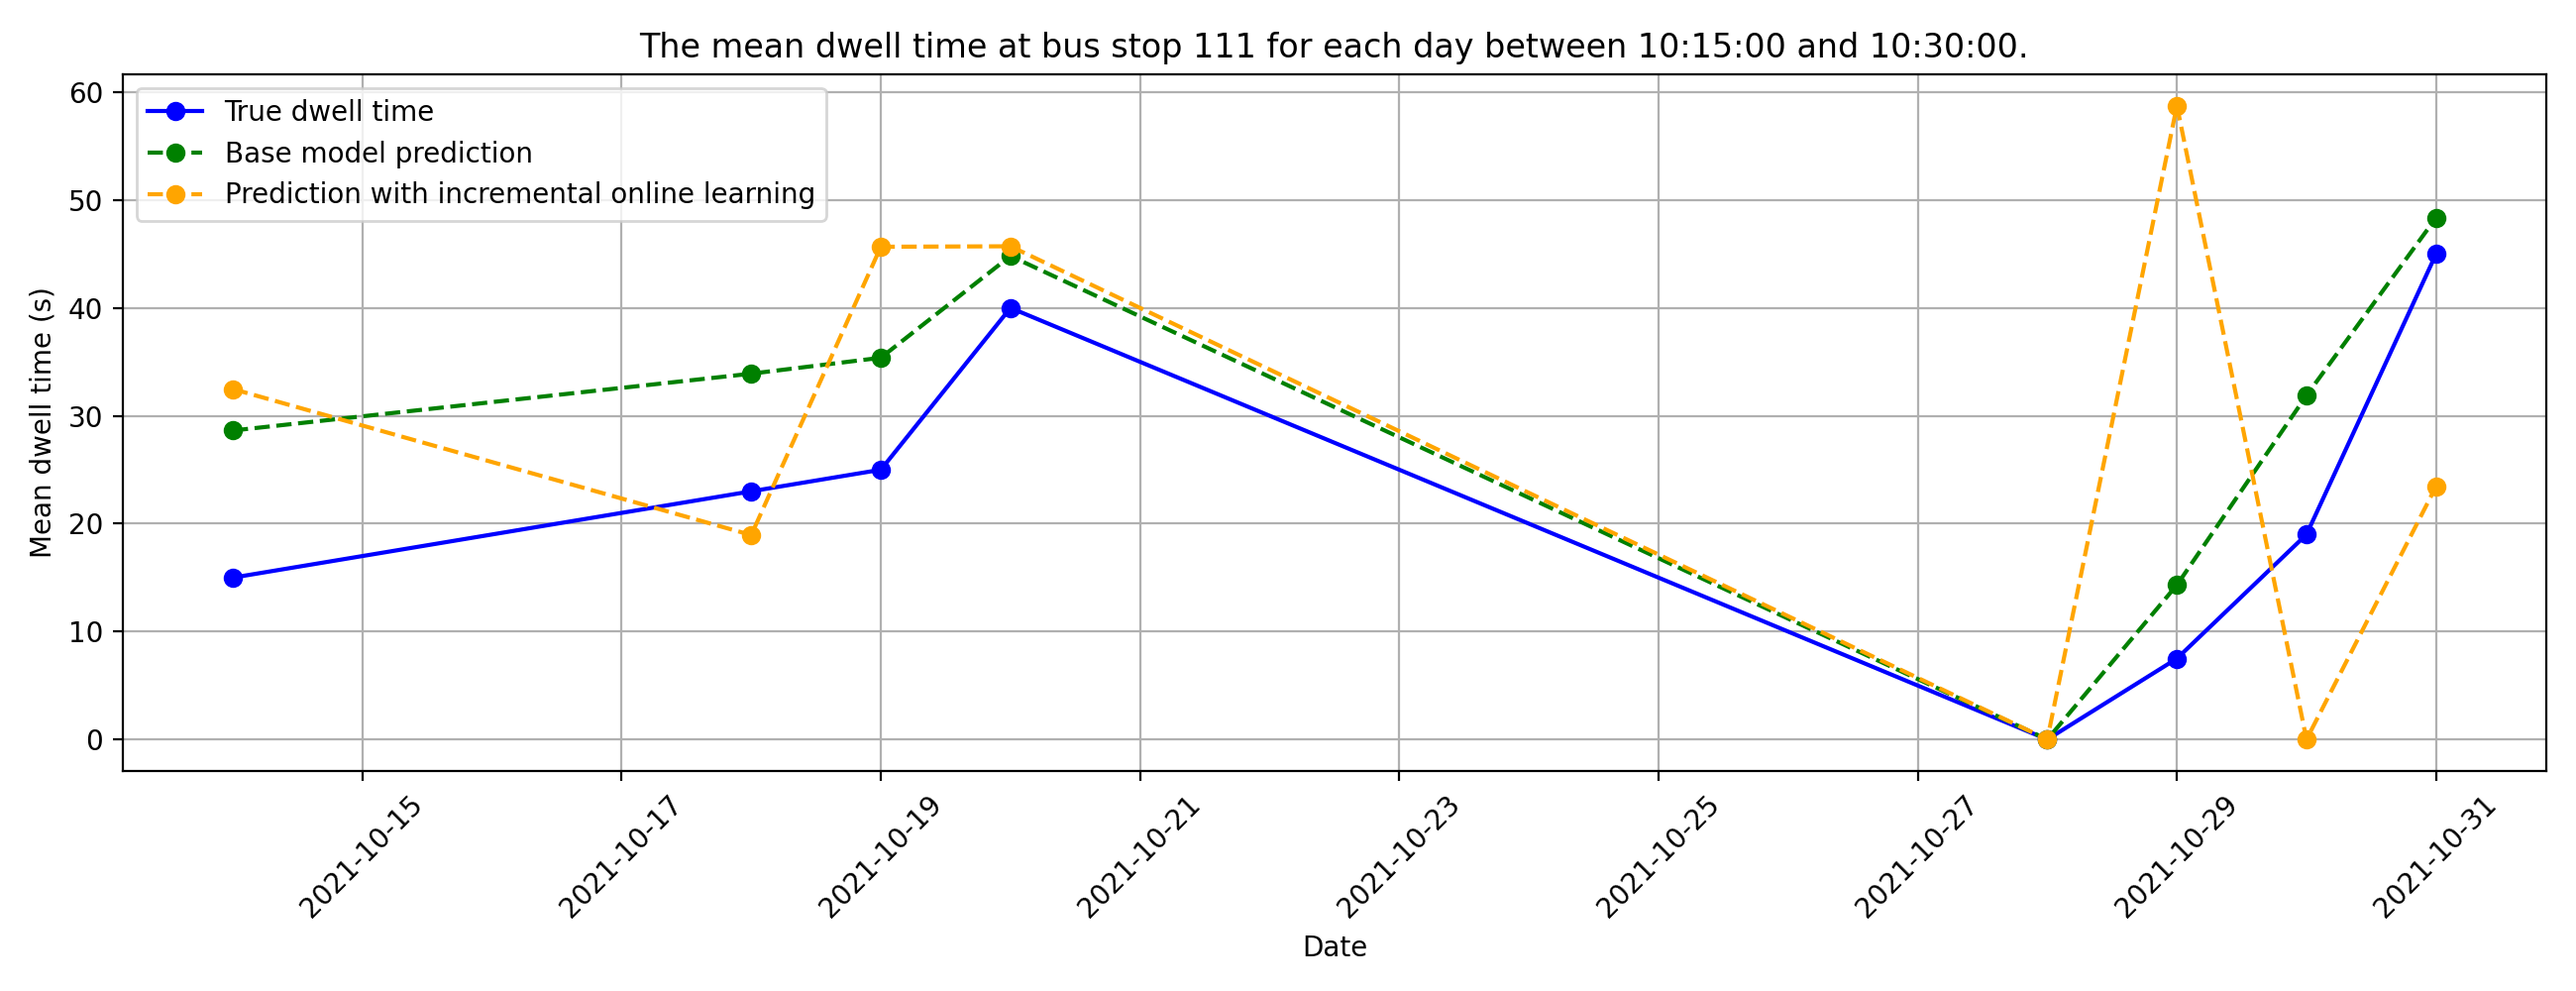 The mean dwell time at bus stop 111 for each day between 10:15:00 and 10:30:00.
True dwell time
Base model prediction
Prediction with incremental online learning
Mean dwell time (s)
60
50
40
30
20
10
0
2021-10-15
2021-10-17
2021-10-19
2021-10-21
2021-10-23
2021-10-25
2021-10-27
2021-10-29
2021-10-31
Date